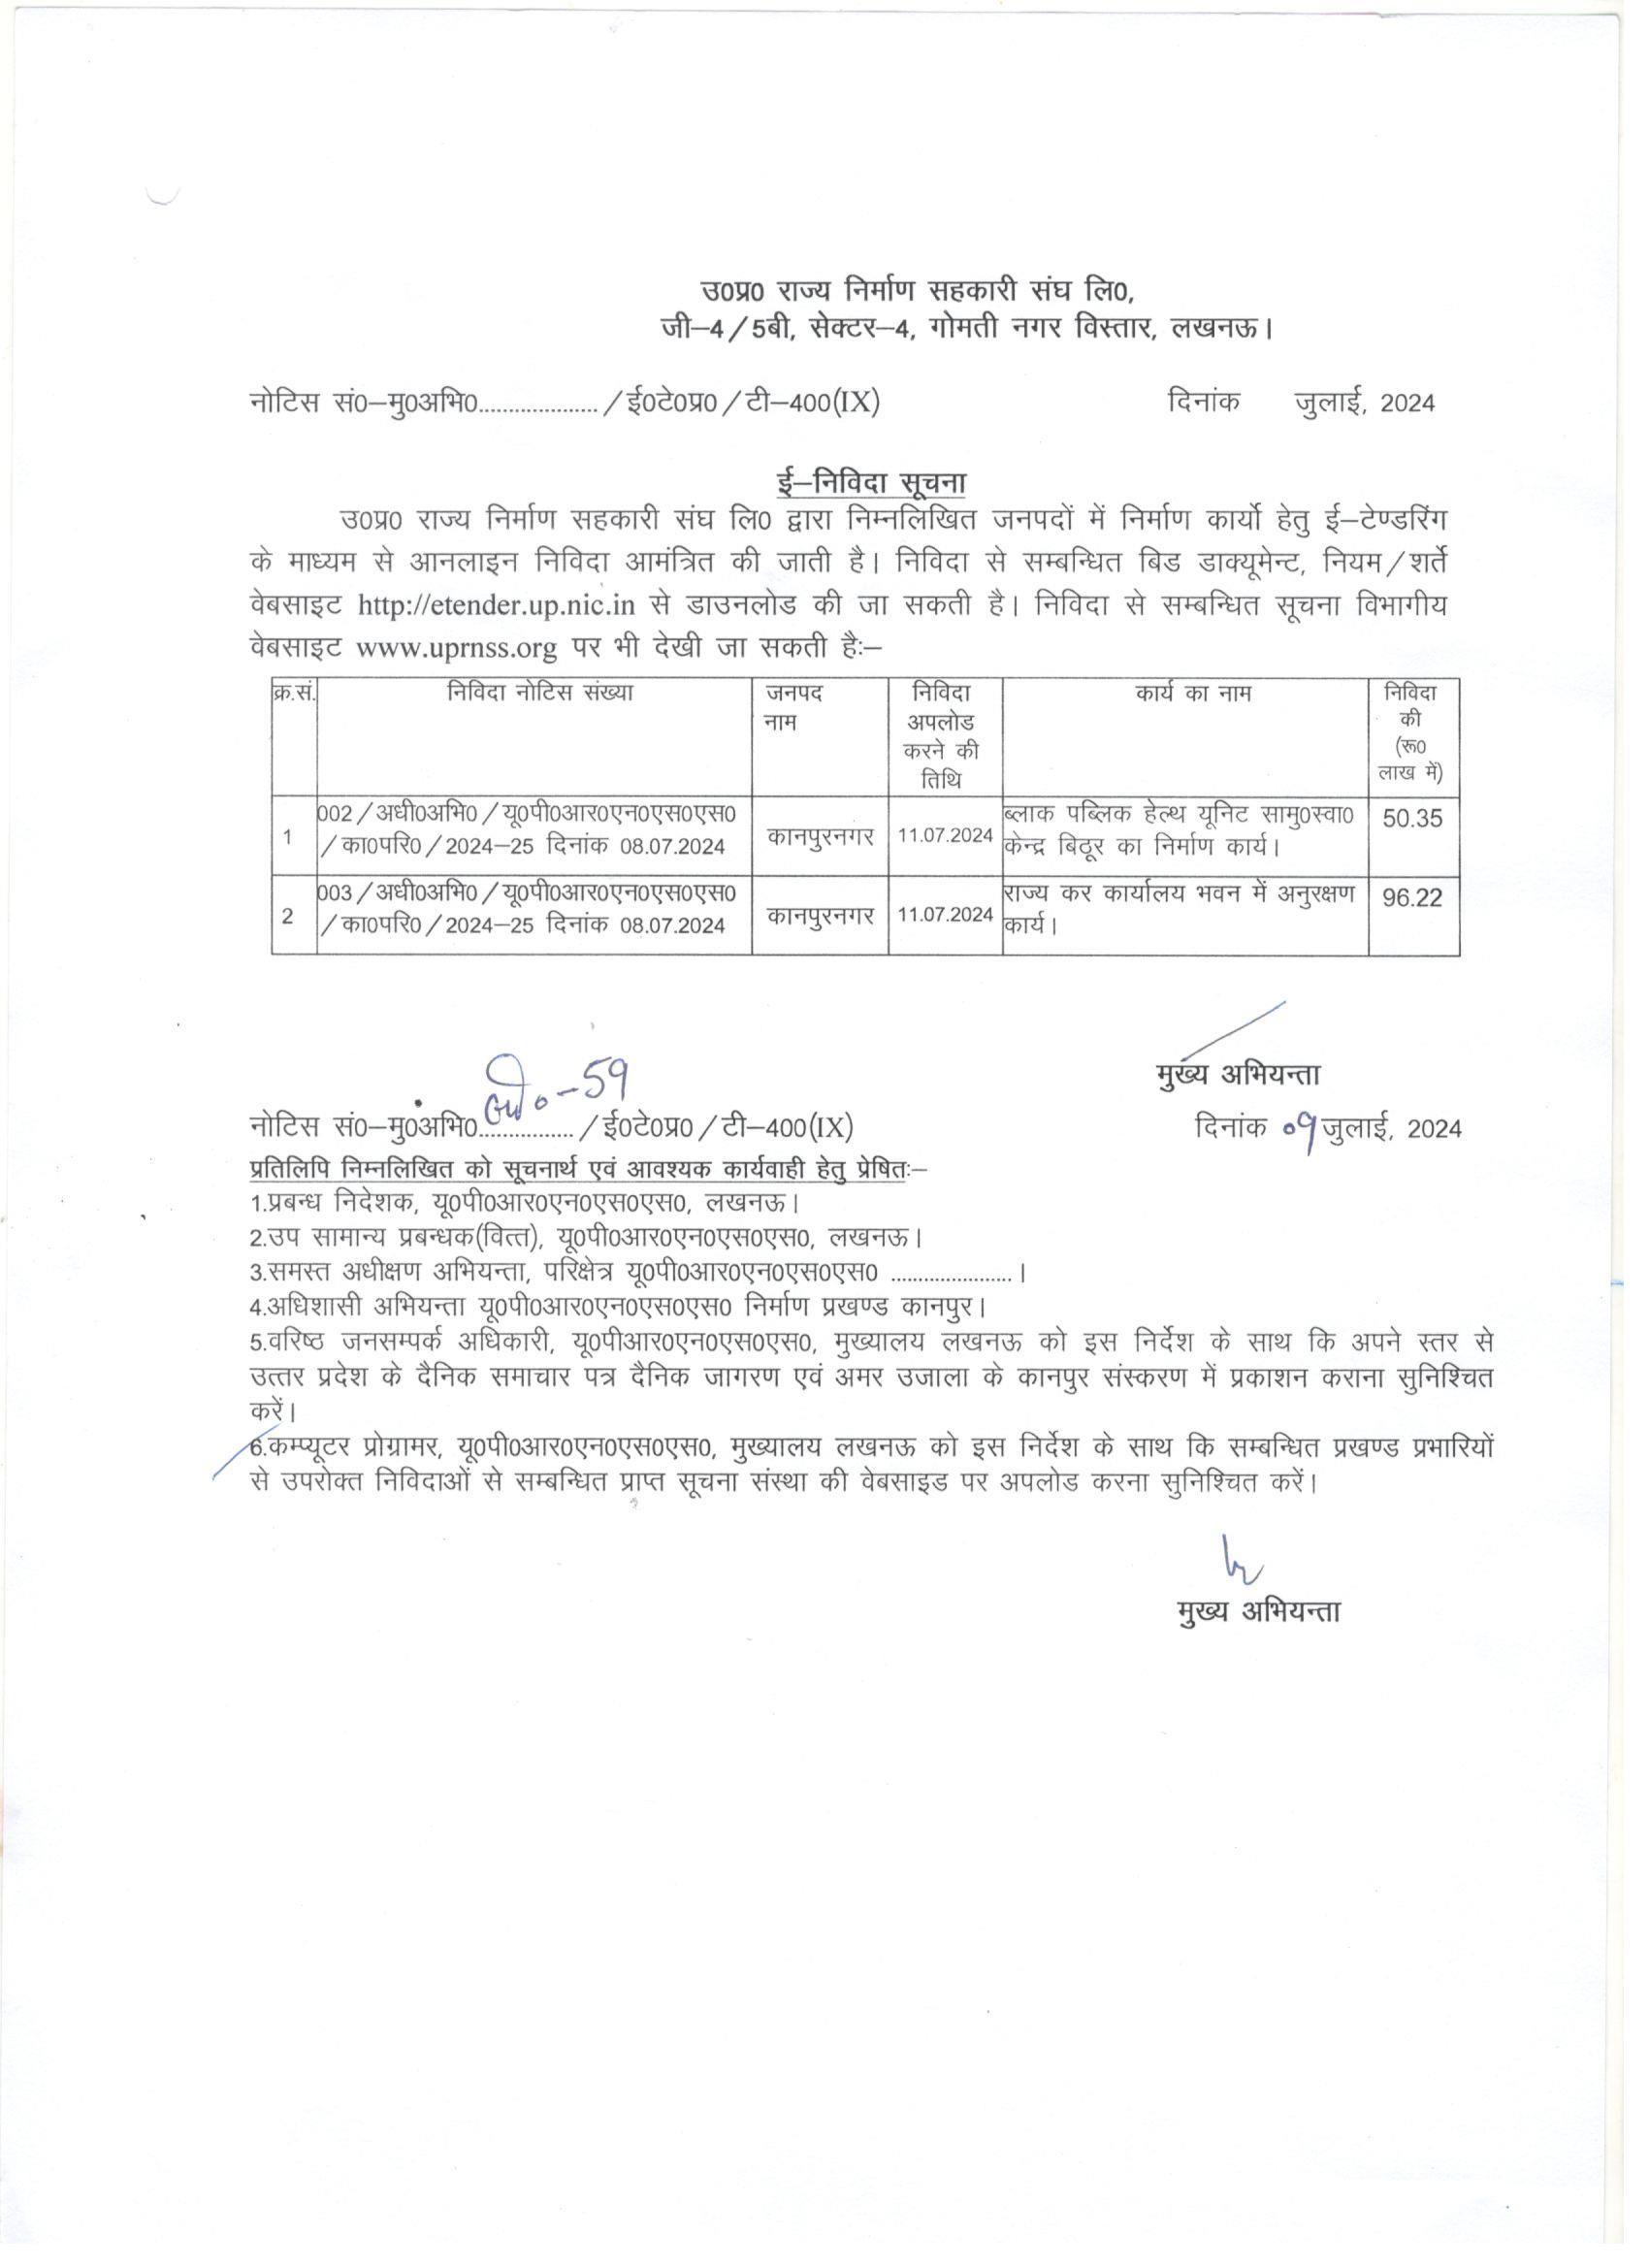 उ0प्र0 राज्य निर्माण सहकारी संघ लि0,
जी–4/5बी, सेक्टर–4, गोमती नगर विस्तार, लखनऊ।
नोटिस सं0–मु0अभि0.................... /ई0टे0प्र0/टी–400(IX) दिनांक जुलाई, 2024
ई–निविदा सूचना
उ0प्र0 राज्य निर्माण सहकारी संघ लि0 द्वारा निम्नलिखित जनपदों में निर्माण कार्यो हेतु ई–टेण्डरिंग
के माध्यम से आनलाइन निविदा आमंत्रित की जाती है। निविदा से सम्बन्धित बिड डाक्यूमेन्ट, नियम/शर्ते
वेबसाइट http://etender.up.nic.in से डाउनलोड की जा सकती है। निविदा से सम्बन्धित सूचना विभागीय
वेबसाइट www.uprnss.org पर भी देखी जा सकती हैः–
क्र.सं. निविदा नोटिस संख्या जनपद निविदा कार्य का नाम निविदा
नाम अपलोड की
करने की (रू0
तिथि लाख में)
002/अधी0अभि0/यू0पी0आर0एन0एस0एस0 ब्लाक पब्लिक हेल्थ यूनिट सामु0स्वा0 50.35
1 /का0परि0/2024–25 दिनांक 08.07.2024 कानपुरनगर 11.07.2024 केन्द्र बिठूर का निर्माण कार्य।
003/अधी0अभि0/यू0पी0आर0एन0एस0एस0 राज्य कर कार्यालय भवन में अनुरक्षण 96.22
2 /का0परि0/2024–25 दिनांक 08.07.2024 कानपुरनगर 11.07.2024 कार्य।
मुख्य अभियन्ता
नोटिस सं0–मु0अभि0................ –59 /ई0टे0प्र0/टी–400(IX) दिनांक 09 जुलाई, 2024
प्रतिलिपि निम्नलिखित को सूचनार्थ एवं आवश्यक कार्यवाही हेतु प्रेषितः–
1.प्रबन्ध निदेशक, यू0पी0आर0एन0एस0एस0, लखनऊ।
2.उप सामान्य प्रबन्धक(वित्त), यू0पी0आर0एन0एस0एस0, लखनऊ।
3.समस्त अधीक्षण अभियन्ता, परिक्षेत्र यू0पी0आर0एन0एस0एस0 ......................।
4.अधिशासी अभियन्ता यू0पी0आर0एन0एस0एस0 निर्माण प्रखण्ड कानपुर।
5.वरिष्ठ जनसम्पर्क अधिकारी, यू0पीआर0एन0एस0एस0, मुख्यालय लखनऊ को इस निर्देश के साथ कि अपने स्तर से
उत्तर प्रदेश के दैनिक समाचार पत्र दैनिक जागरण एवं अमर उजाला के कानपुर संस्करण में प्रकाशन कराना सुनिश्चित
करें।
6.कम्प्यूटर प्रोग्रामर, यू0पी0आर0एन0एस0एस0, मुख्यालय लखनऊ को इस निर्देश के साथ कि सम्बन्धित प्रखण्ड प्रभारियों
से उपरोक्त निविदाओं से सम्बन्धित प्राप्त सूचना संस्था की वेबसाइड पर अपलोड करना सुनिश्चित करें।
मुख्य अभियन्ता